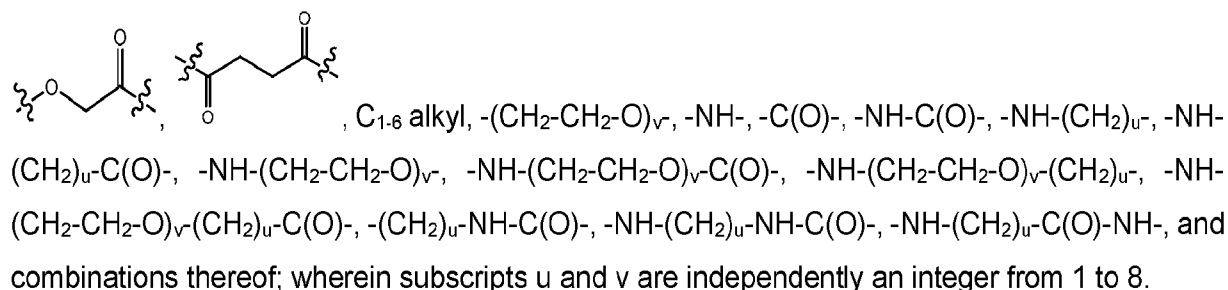 O O
O O , , C₁₋₆ alkyl, -(CH₂-CH₂-O)ᵥ-, -NH-, -C(O)-, -NH-C(O)-, -NH-(CH₂)ᵤ-, -NH-
(CH₂)ᵤ-C(O)-, -NH-(CH₂-CH₂-O)ᵥ-, -NH-(CH₂-CH₂-O)ᵥ-C(O)-, -NH-(CH₂-CH₂-O)ᵥ-(CH₂)ᵤ-, -NH-
(CH₂-CH₂-O)ᵥ-(CH₂)ᵤ-C(O)-, -(CH₂)ᵤ-NH-C(O)-, -NH-(CH₂)ᵤ-NH-C(O)-, -NH-(CH₂)ᵤ-C(O)-NH-, and
combinations thereof; wherein subscripts u and v are independently an integer from 1 to 8.